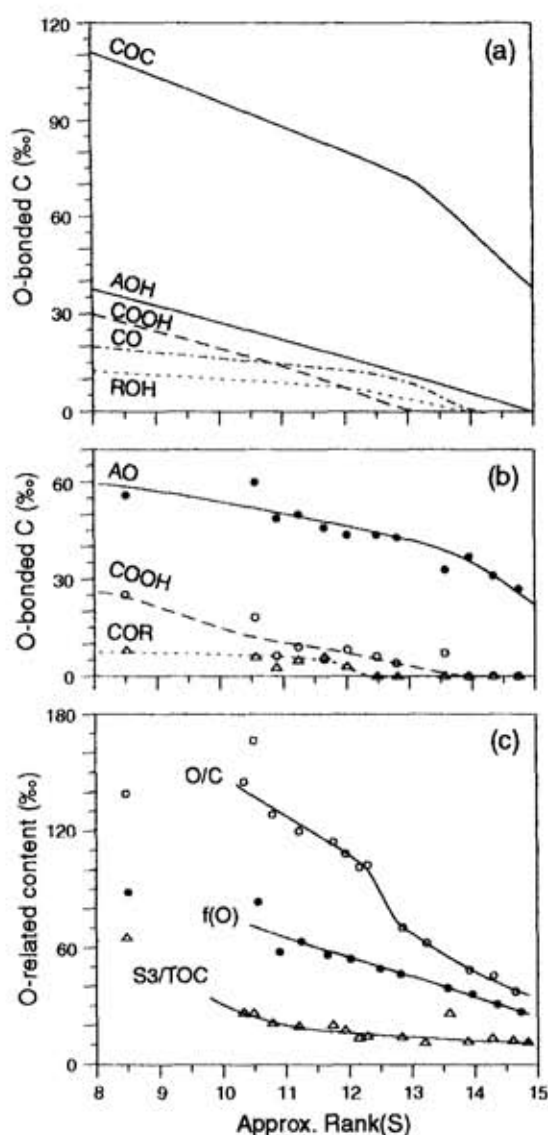 120
(a)
COC
90
O-bonded C (‰)
60
AOH
30
COOH
CO
ROH
0
(b)
60
AO
O-bonded C (‰)
30
COOH
COR
0
180
(c)
O/C
120
O-related content (‰)
f(O)
60
S3/TOC
0
8 9 10 11 12 13 14 15
Approx. Rank(S)